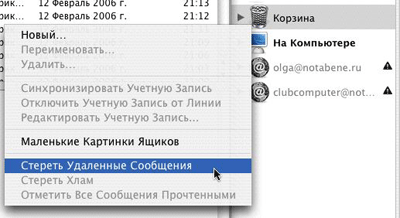 рик... 12 Февраль 2006 г. 21:13
рик... 12 Февраль 2006 г. 21:12
Новый...
Переименовать...
Удалить...
Синхронизировать Учетную Запись
Отключить Учетную Запись от Линии
Редактировать Учетную Запись...
Маленькие Картинки Ящиков
Стереть Удаленные Сообщения
Стереть Хлам
Отметить Все Сообщения Прочтенными
Корзина
На Компьютере
olga@notabene.ru
clubcomputer@not...